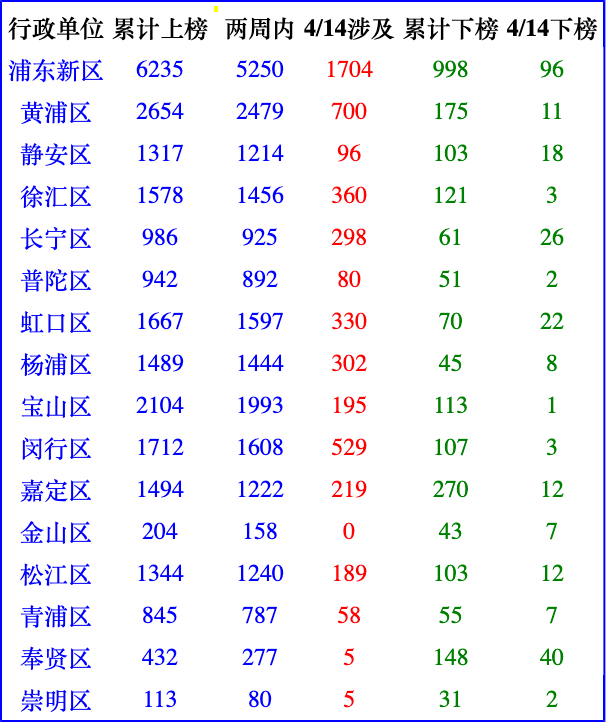 行政单位 累计上榜 两周内 4/14涉及 累计下榜 4/14下榜
浦东新区 6235 5250 1704 998 96
黄浦区 2654 2479 700 175 11
静安区 1317 1214 96 103 18
徐汇区 1578 1456 360 121 3
长宁区 986 925 298 61 26
普陀区 942 892 80 51 2
虹口区 1667 1597 330 70 22
杨浦区 1489 1444 302 45 8
宝山区 2104 1993 195 113 1
闵行区 1712 1608 529 107 3
嘉定区 1494 1222 219 270 12
金山区 204 158 0 43 7
松江区 1344 1240 189 103 12
青浦区 845 787 58 55 7
奉贤区 432 277 5 148 40
崇明区 113 80 5 31 2